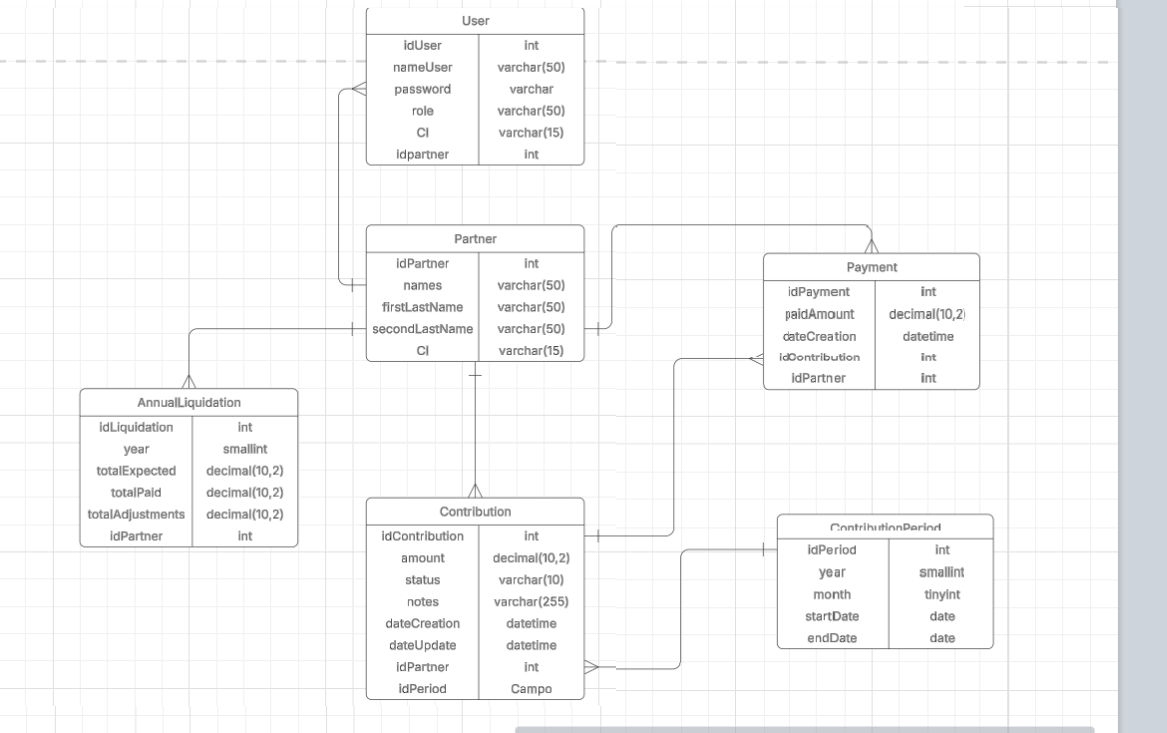 User
idUser int
nameUser varchar(50)
password varchar
role varchar(50)
CI varchar(15)
idpartner int
Partner
idPartner int
names varchar(50)
firstLastName varchar(50)
secondLastName varchar(50)
CI varchar(15)
Payment
idPayment int
paidAmount decimal(10,2)
dateCreation datetime
idContribution int
idPartner int
AnnualLiquidation
idLiquidation int
year smallint
totalExpected decimal(10,2)
totalPaid decimal(10,2)
totalAdjustments decimal(10,2)
idPartner int
Contribution
idContribution int
amount decimal(10,2)
status varchar(10)
notes varchar(255)
dateCreation datetime
dateUpdate datetime
idPartner int
idPeriod Campo
ContributionPeriod
idPeriod int
year smallint
month tinyint
startDate date
endDate date